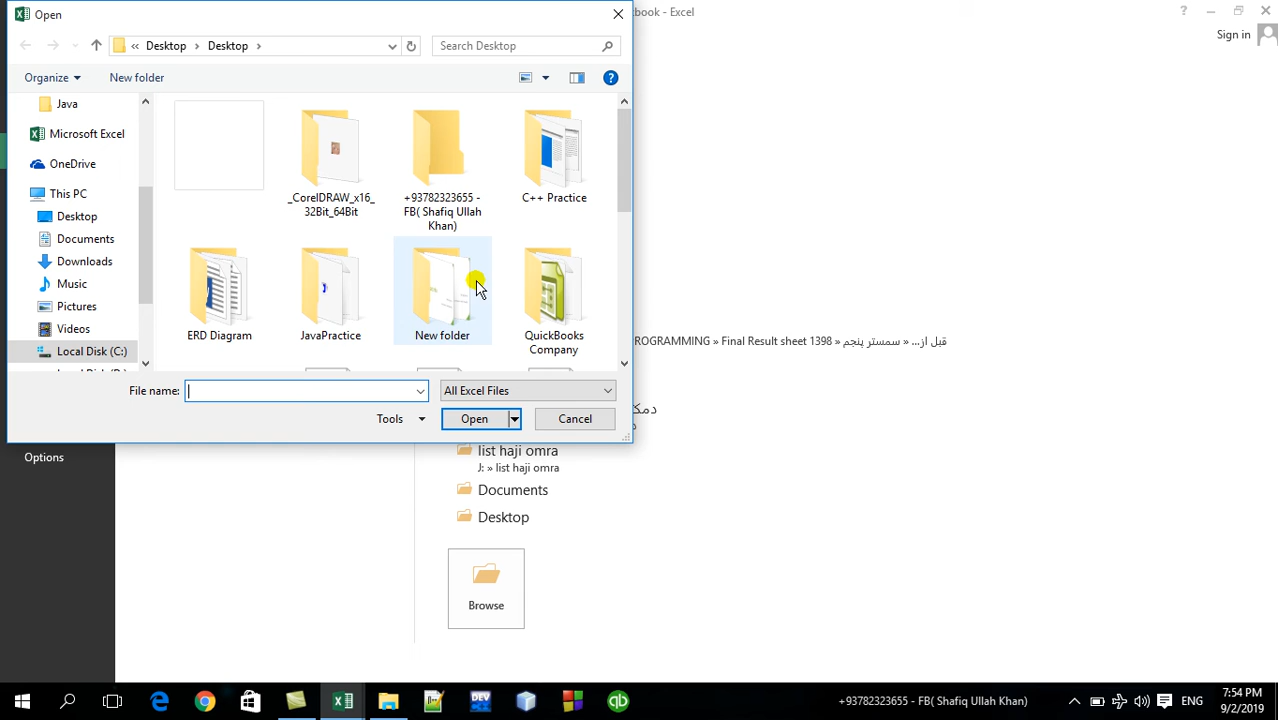 Open
book - Excel
Sign in
Desktop
Desktop
Search Desktop
Organize
New folder
Java
Microsoft Excel
OneDrive
This PC
Desktop
Documents
Downloads
Music
Pictures
Videos
Local Disk (C:)
_CorelDRAW_x16_
32Bit_64Bit
+93782323655 -
FB( Shafiq Ullah
Khan)
C++ Practice
ERD Diagram
JavaPractice
New folder
QuickBooks
Company
File name:
All Excel Files
Tools
Open
Cancel
Options
ROGRAMMING » Final Result sheet 1398 » سمستر پنجم » قبل از...
دمک
list haji omra
J: » list haji omra
Documents
Desktop
Browse
+93782323655 - FB( Shafiq Ullah Khan)
ENG
7:54 PM
9/2/2019